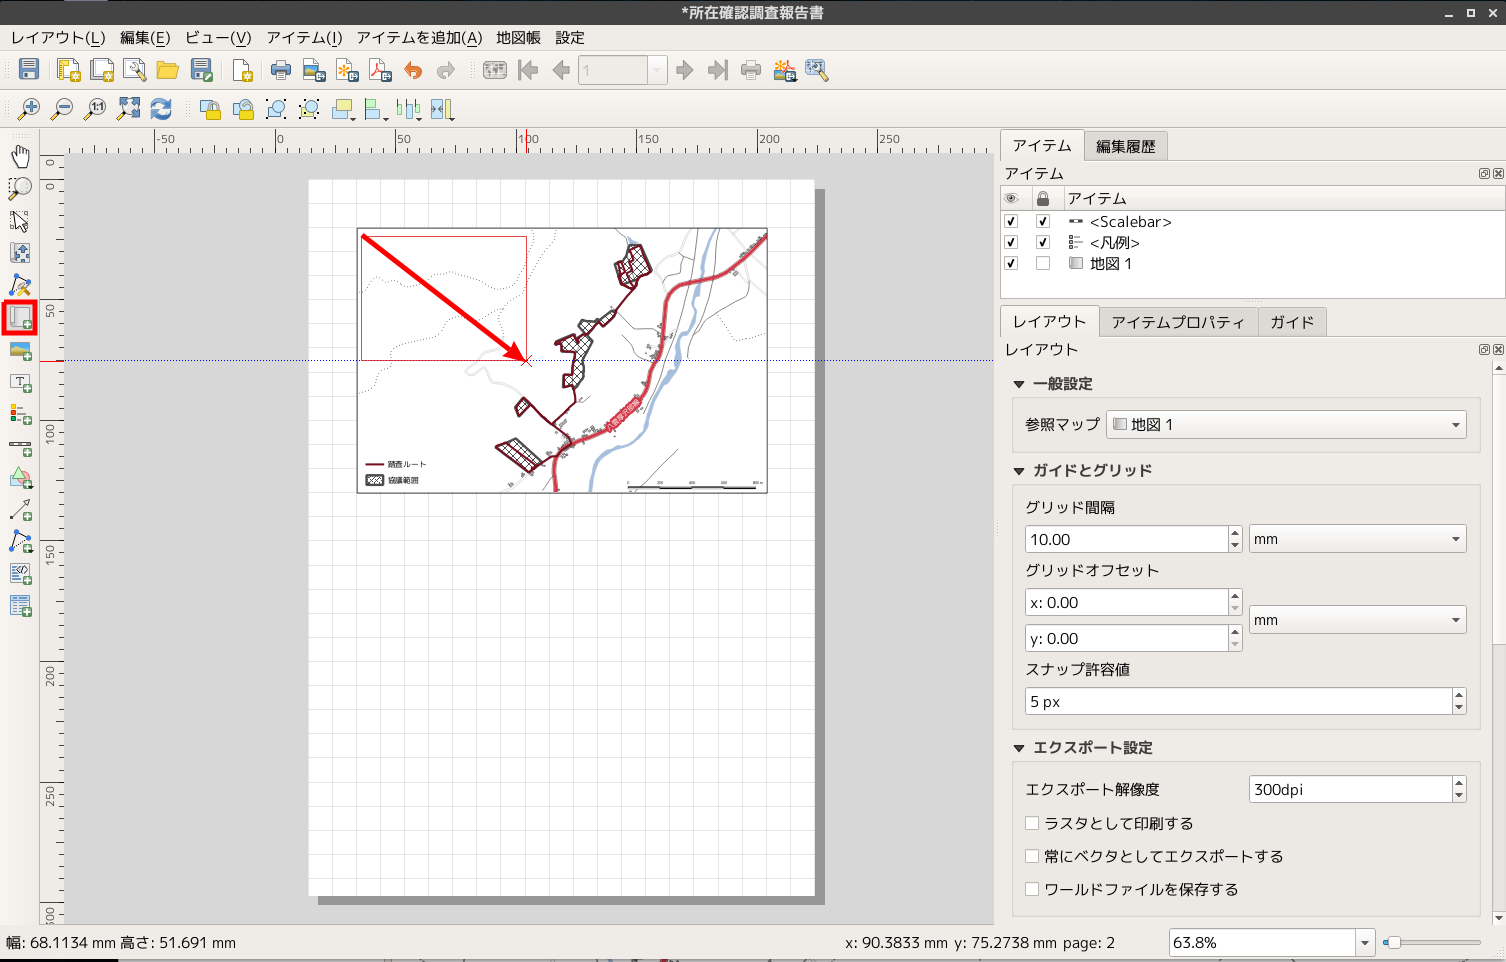 *所在確認調査報告書
レイアウト(L) 編集(E) ビュー(V) アイテム(I) アイテムを追加(A) 地図帳 設定
1
1:1
-50 0 50 100 150 200 250
0
0
50
100
150
200
250
300
調査ルート
協議範囲
0 200 400 600 800 m
アイテム 編集履歴
アイテム
アイテム
<Scalebar>
<凡例>
地図 1
レイアウト アイテムプロパティ ガイド
レイアウト
一般設定
参照マップ 地図 1
ガイドとグリッド
グリッド間隔
10.00 mm
グリッドオフセット
x: 0.00
mm
y: 0.00
スナップ許容値
5 px
エクスポート設定
エクスポート解像度 300dpi
ラスタとして印刷する
常にベクタとしてエクスポートする
ワールドファイルを保存する
幅: 68.1134 mm 高さ: 51.691 mm x: 90.3833 mm y: 75.2738 mm page: 2 63.8%